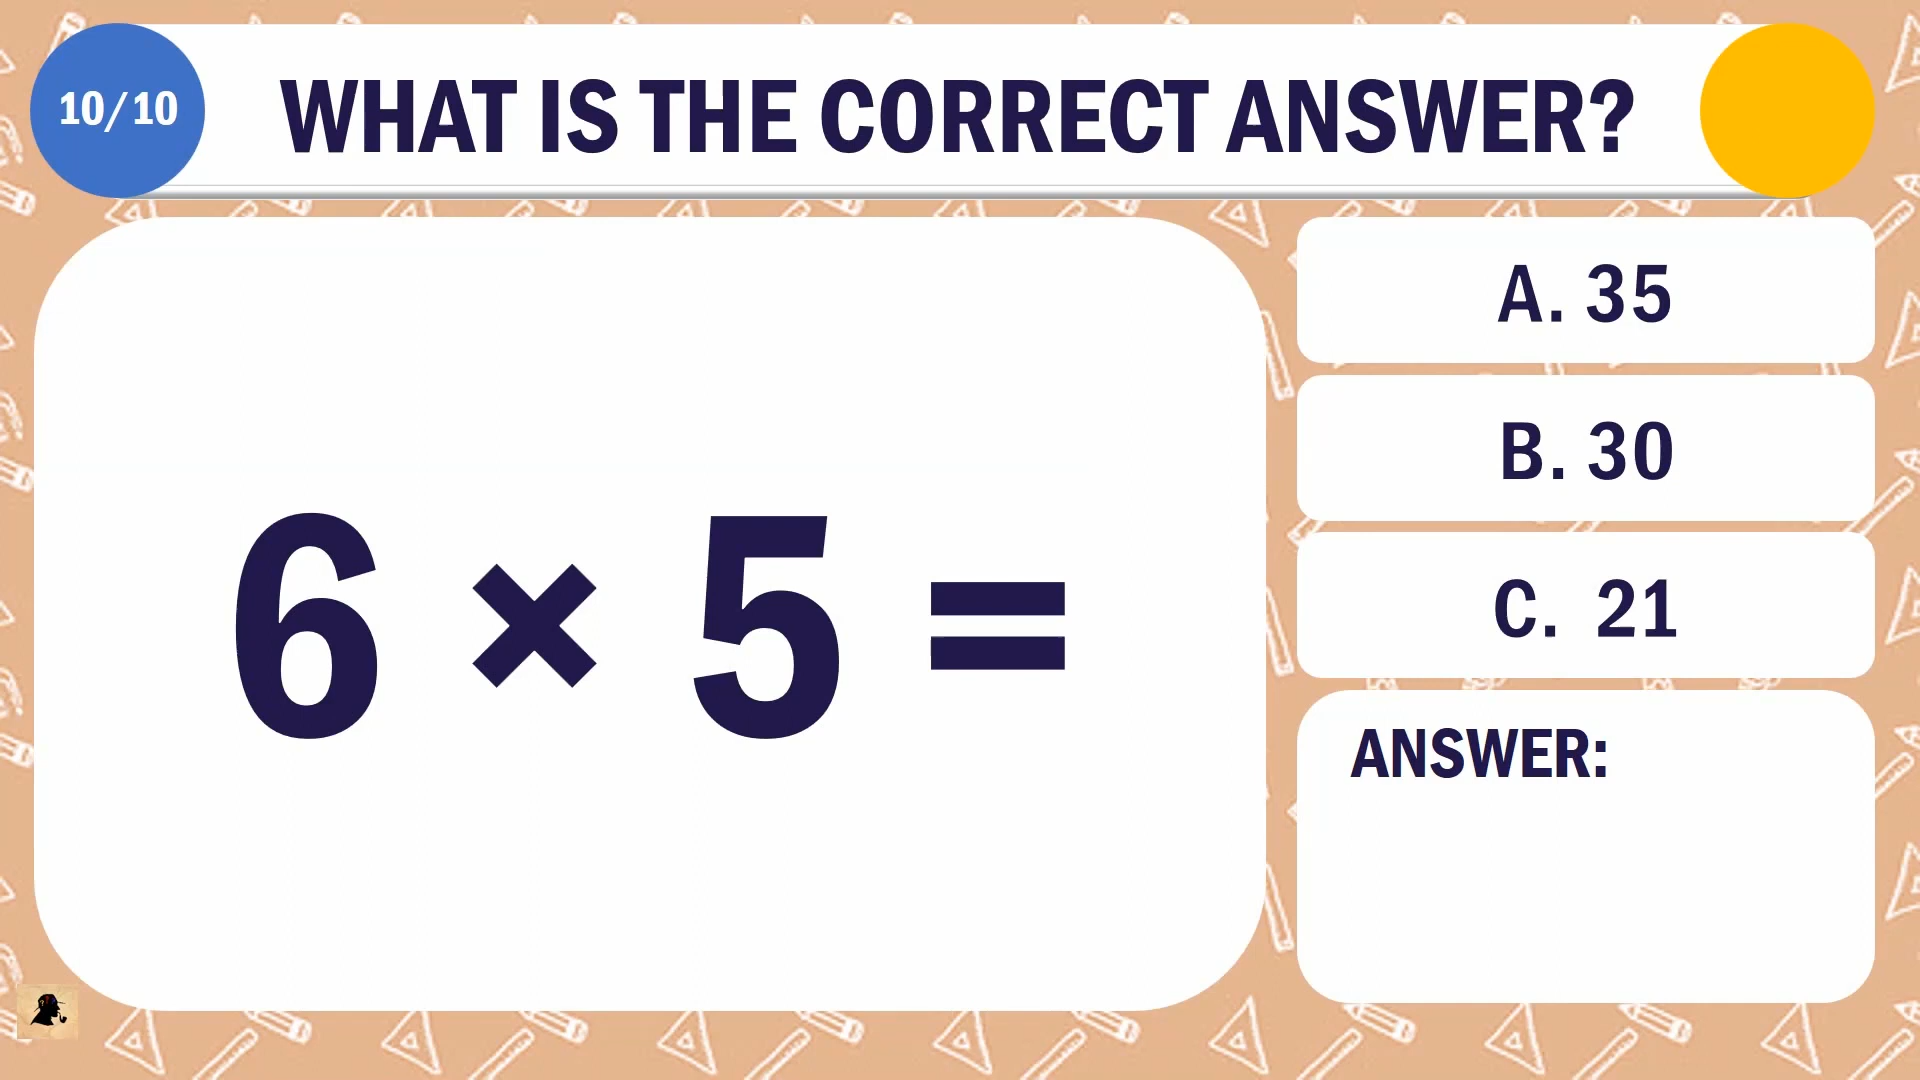 10/10
WHAT IS THE CORRECT ANSWER?
6 × 5 =
A. 35
B. 30
C. 21
ANSWER: